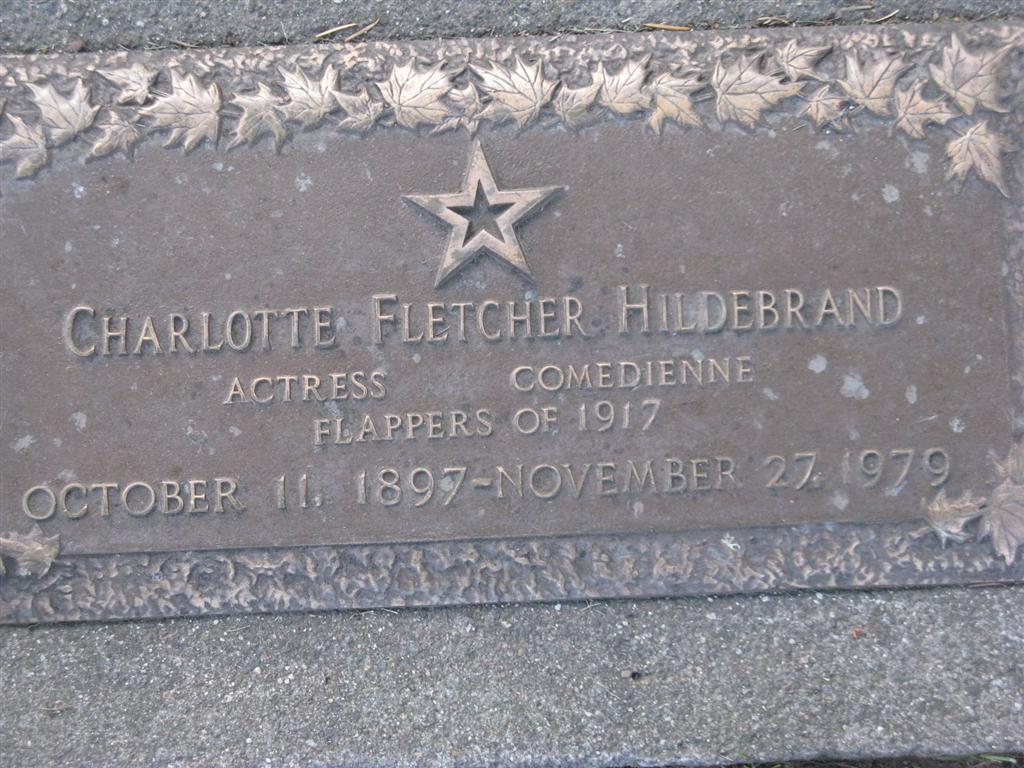 CHARLOTTE FLETCHER HILDEBRAND
ACTRESS COMEDIENNE
FLAPPERS OF 1917
OCTOBER 11, 1897-NOVEMBER 27, 1979